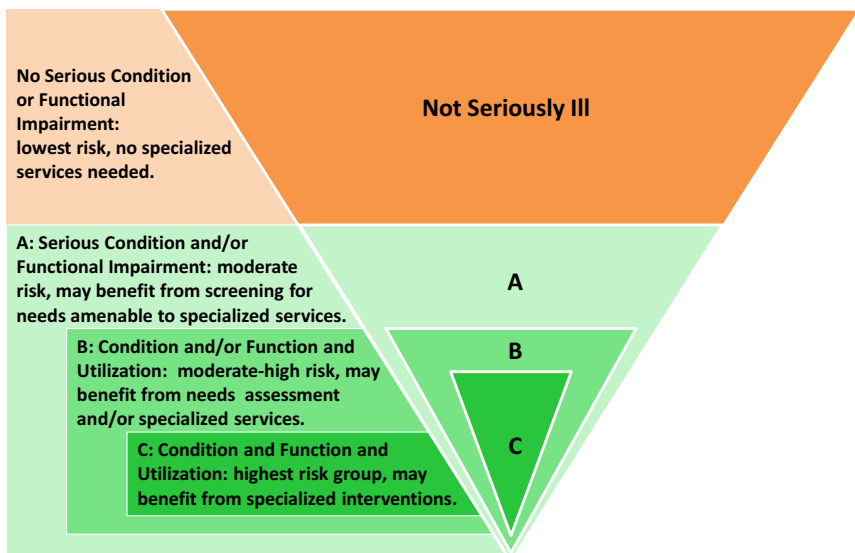 No Serious Condition
or Functional
Impairment:
lowest risk, no specialized
services needed.
Not Seriously Ill
A: Serious Condition and/or
Functional Impairment: moderate
risk, may benefit from screening for
needs amenable to specialized services.
A
B: Condition and/or Function and
Utilization: moderate-high risk, may
benefit from needs assessment
and/or specialized services.
B
C: Condition and Function and
Utilization: highest risk group, may
benefit from specialized interventions.
C